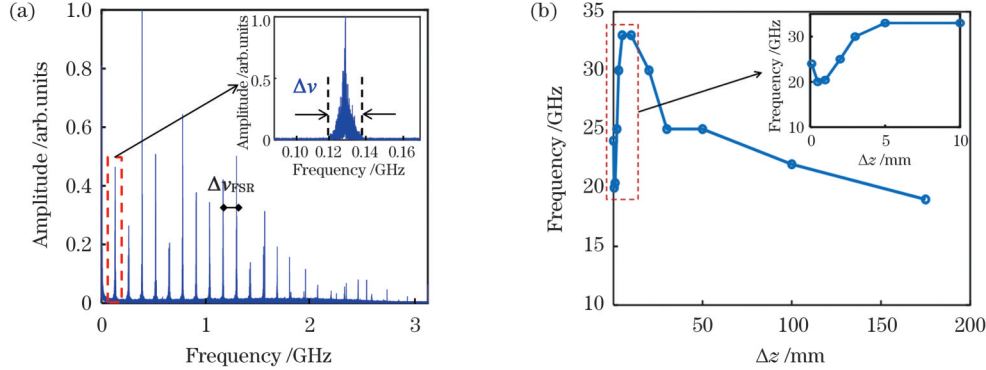 (a)
Amplitude /arb.units
1.0
0.8
0.6
0.4
0.2
0
0
1
2
3
Frequency /GHz
Δν_FSR
Amplitude /arb.units
1.0
0.5
0
0.10
0.12
0.14
0.16
Frequency /GHz
Δν
(b)
Frequency /GHz
35
30
25
20
15
10
0
50
100
150
200
Δz /mm
Frequency /GHz
30
20
10
0
5
10
Δz /mm